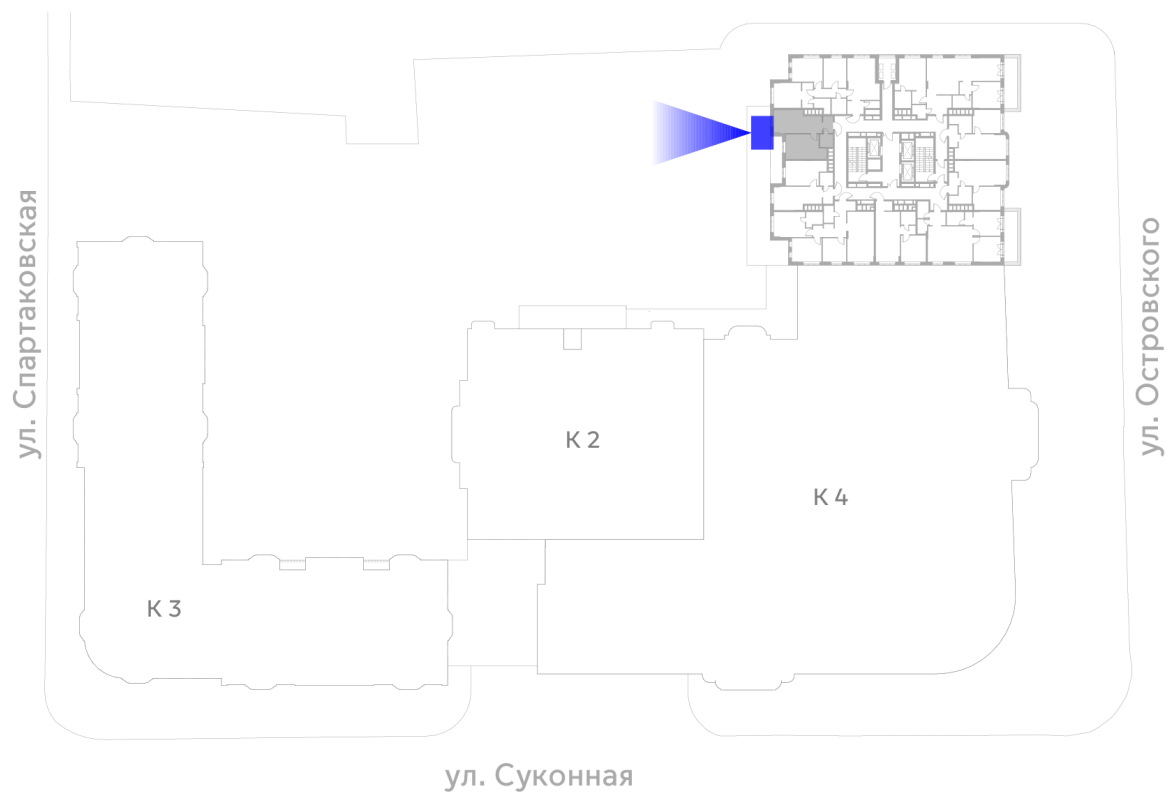 ул. Спартаковская
ул. Островского
К 2
К 4
К 3
ул. Суконная